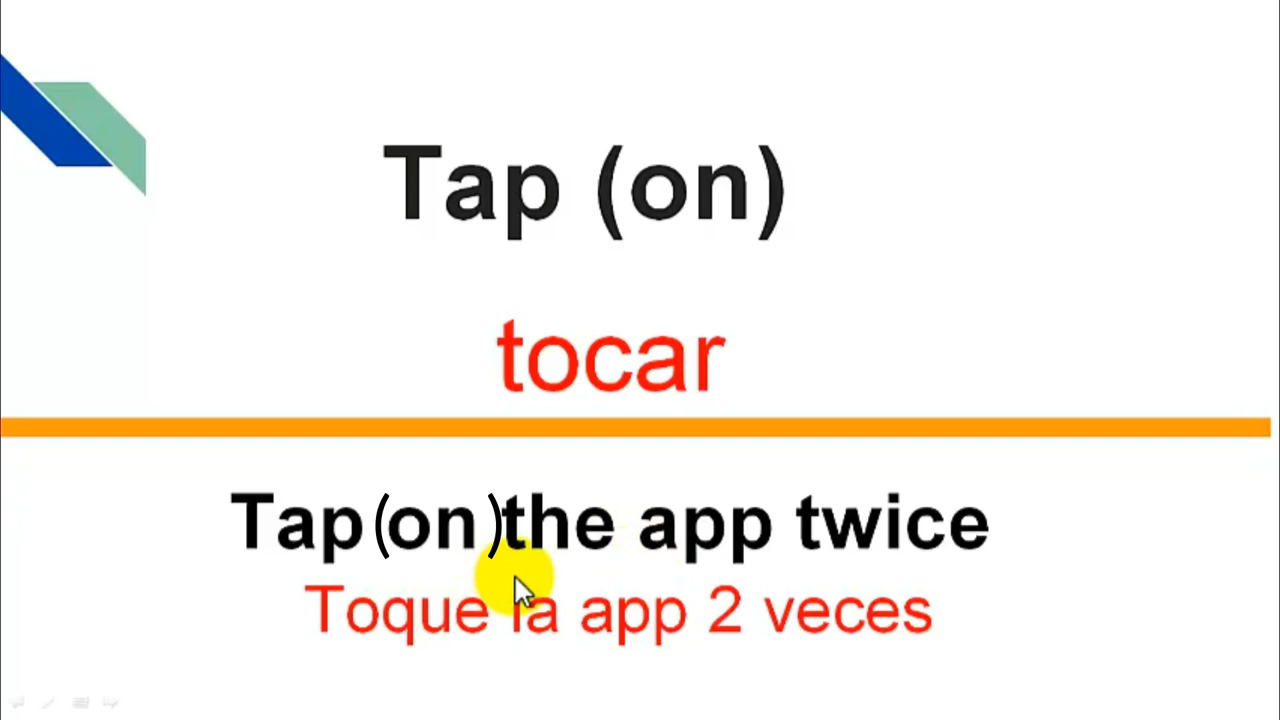 Tap (on)
tocar
Tap(on)the app twice
Toque la app 2 veces